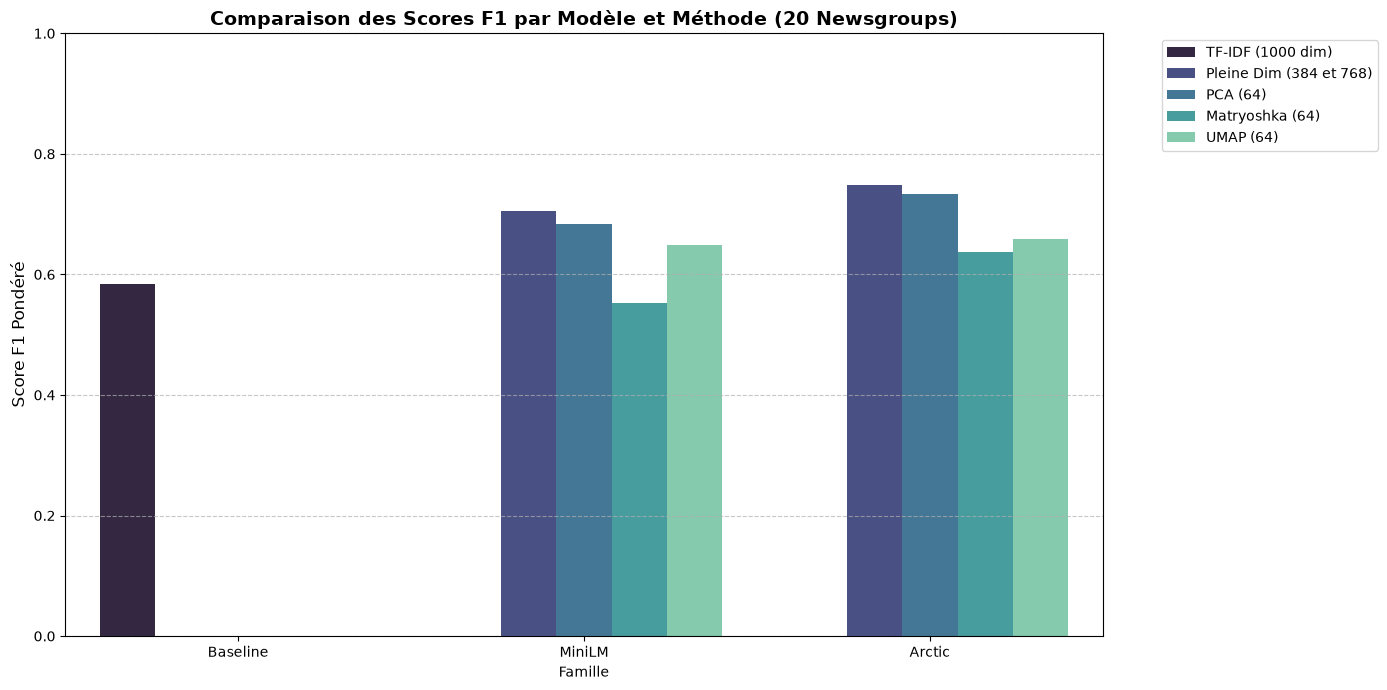 Comparaison des Scores F1 par Modèle et Méthode (20 Newsgroups)
TF-IDF (1000 dim)
Pleine Dim (384 et 768)
PCA (64)
Matryoshka (64)
UMAP (64)
Score F1 Pondéré
1.0
0.8
0.6
0.4
0.2
0.0
Baseline
MiniLM
Arctic
Famille